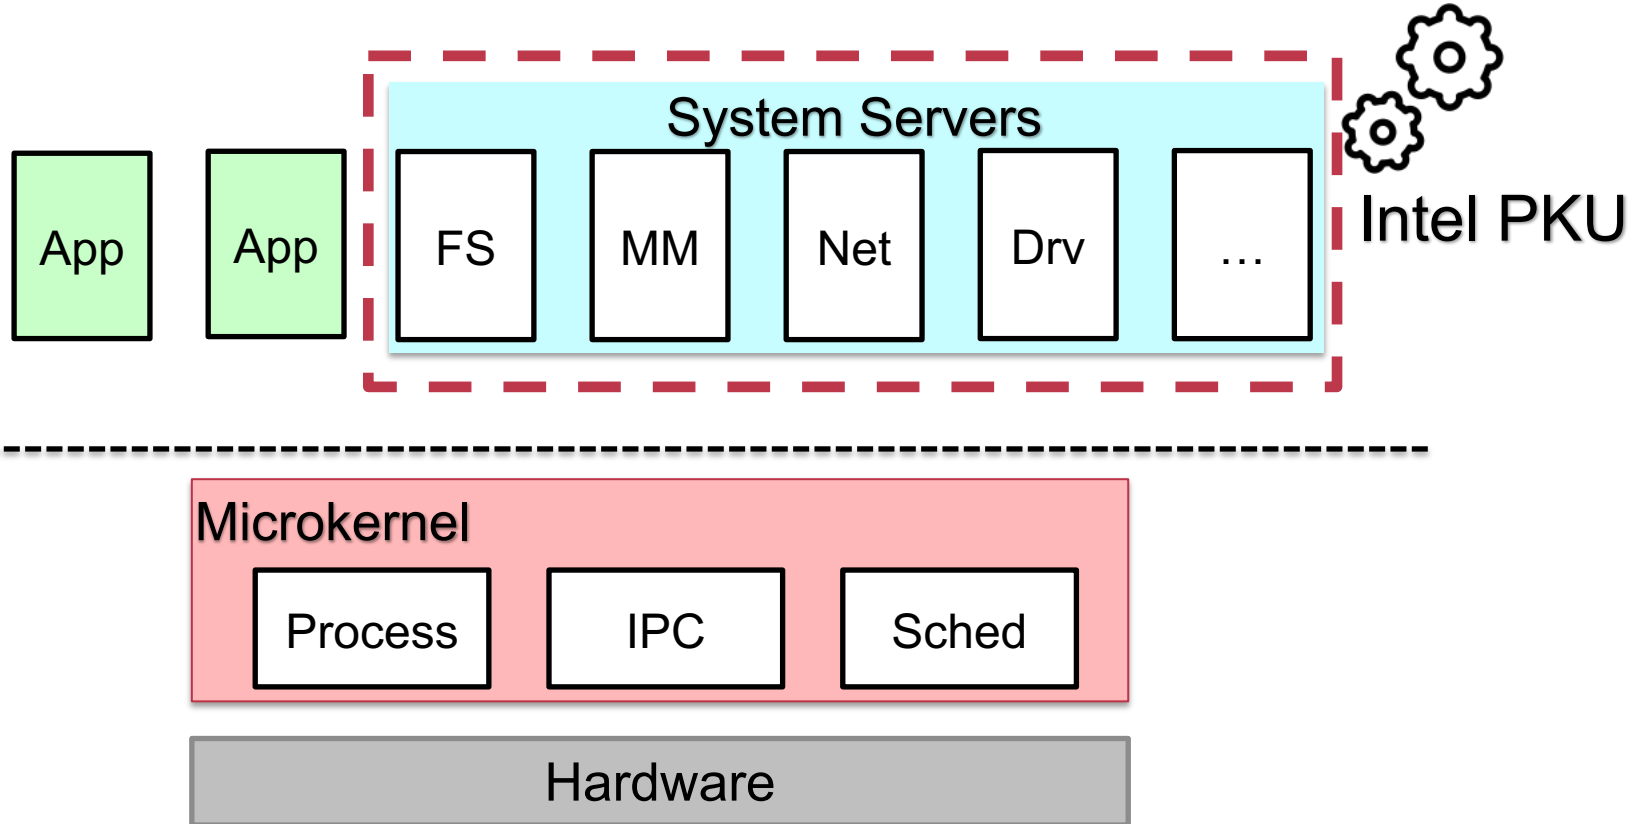 System Servers
App
App
FS
MM
Net
Drv
...
Intel PKU
Microkernel
Process
IPC
Sched
Hardware